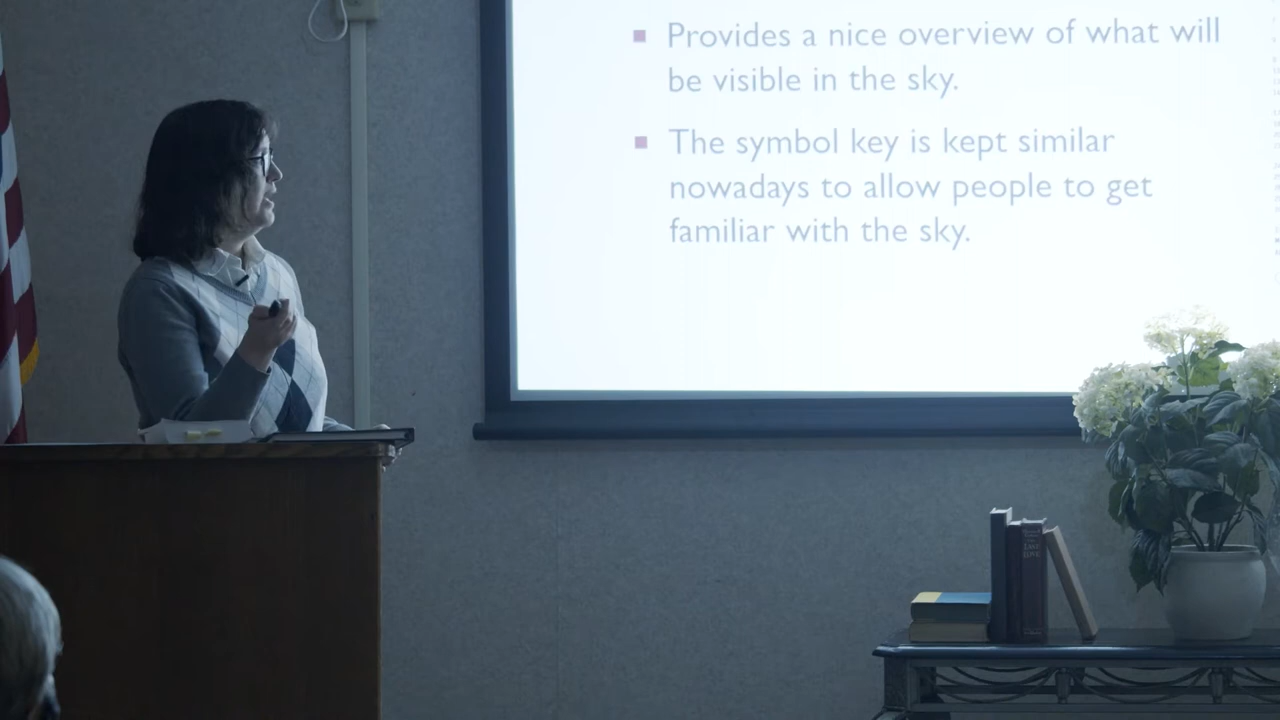 Provides a nice overview of what will
be visible in the sky.
The symbol key is kept similar
nowadays to allow people to get
familiar with the sky.